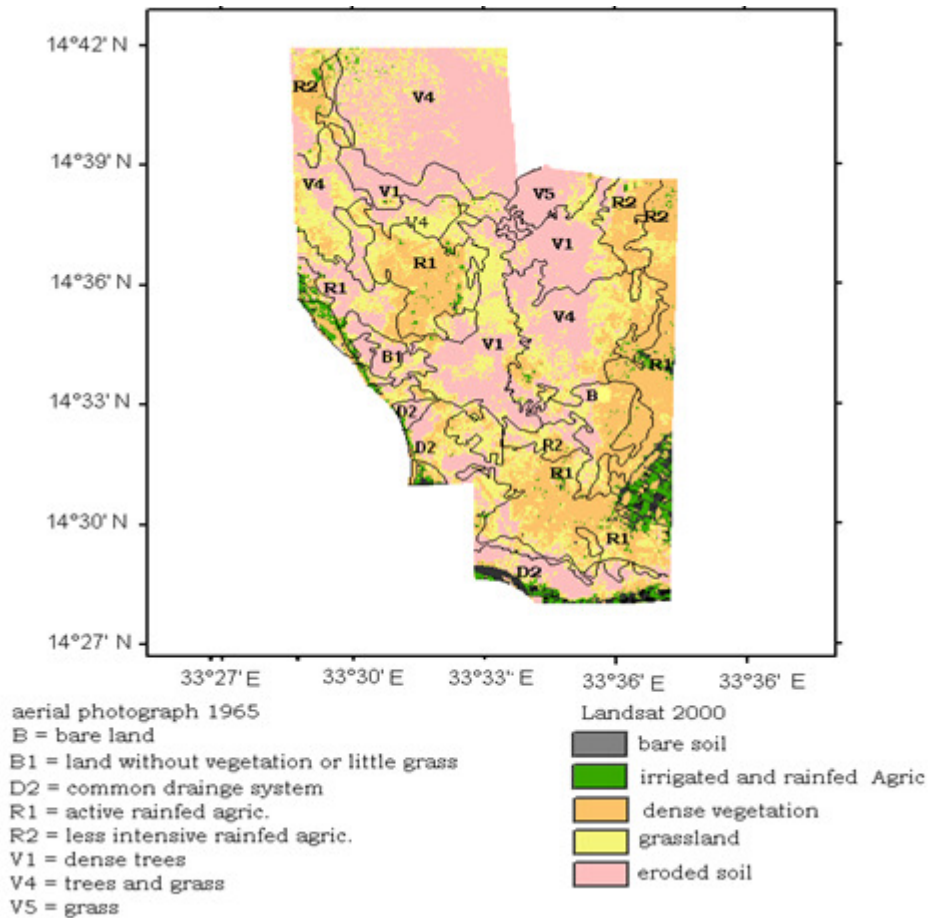 14°42' N
14°39' N
14°36' N
14°33' N
14°30' N
14°27' N
R2
V4
V4
V1
V5
R2
R2
V4
V1
R1
R1
V4
V1
B1
R1
B
D2
D2
R2
R1
R1
D2
33°27' E
33°30' E
33°33' E
33°36' E
33°36' E
aerial photograph 1965
B = bare land
B1 = land without vegetation or little grass
D2 = common drainge system
R1 = active rainfed agric.
R2 = less intensive rainfed agric.
V1 = dense trees
V4 = trees and grass
V5 = grass
Landsat 2000
bare soil
irrigated and rainfed Agric
dense vegetation
grassland
eroded soil